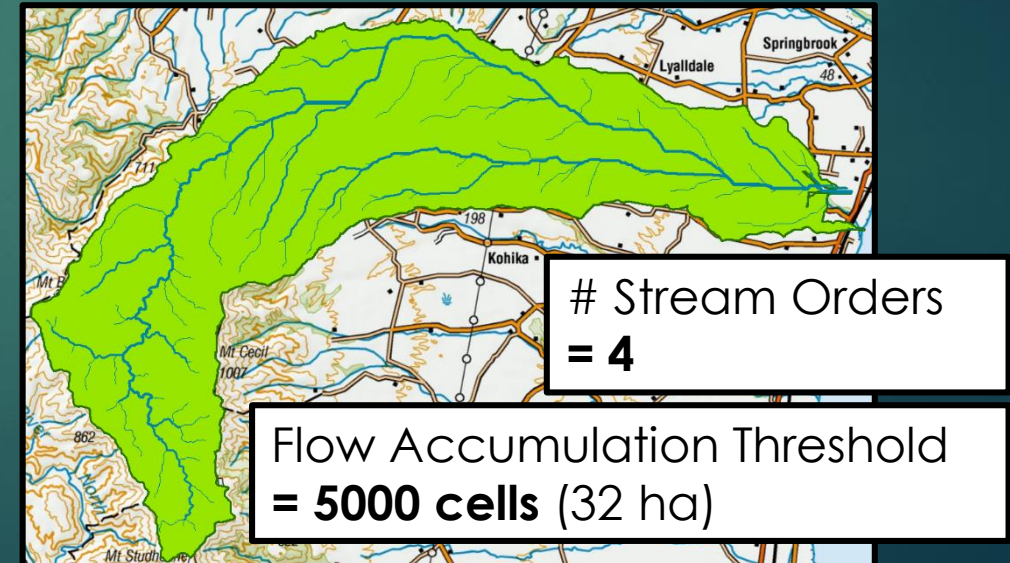 Springbrook
Lyalldale
48
711
198
Kohika
# Stream Orders
= 4
Mt Cecil
1007
Flow Accumulation Threshold
= 5000 cells (32 ha)
862
North